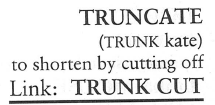 TRUNCATE
(TRUNK kate)
to shorten by cutting off
Link: TRUNK CUT